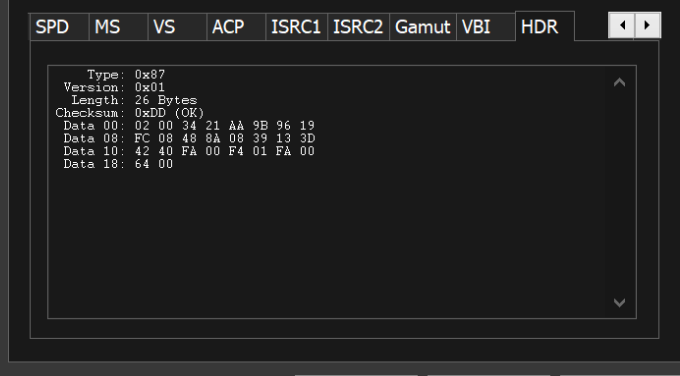 SPD MS VS ACP ISRC1 ISRC2 Gamut VBI HDR
Type: 0x87
Version: 0x01
Length: 26 Bytes
Checksum: 0xDD (OK)
Data 00: 02 00 34 21 AA 9B 96 19
Data 08: FC 08 48 8A 08 39 13 3D
Data 10: 42 40 FA 00 F4 01 FA 00
Data 18: 64 00